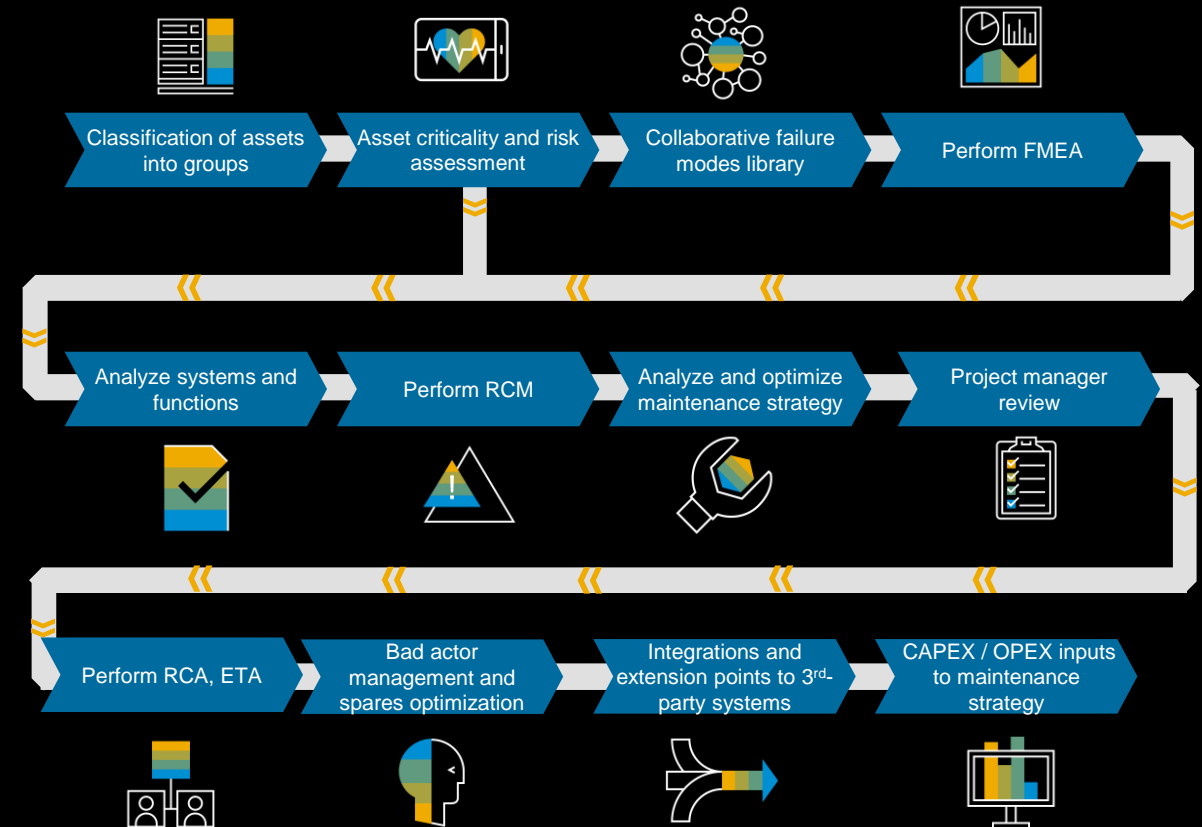 Classification of assets
into groups
Asset criticality and risk
assessment
Collaborative failure
modes library
Perform FMEA
Analyze systems and
functions
Perform RCM
Analyze and optimize
maintenance strategy
Project manager
review
Perform RCA, ETA
Bad actor
management and
spares optimization
Integrations and
extension points to 3rd-
party systems
CAPEX / OPEX inputs
to maintenance
strategy